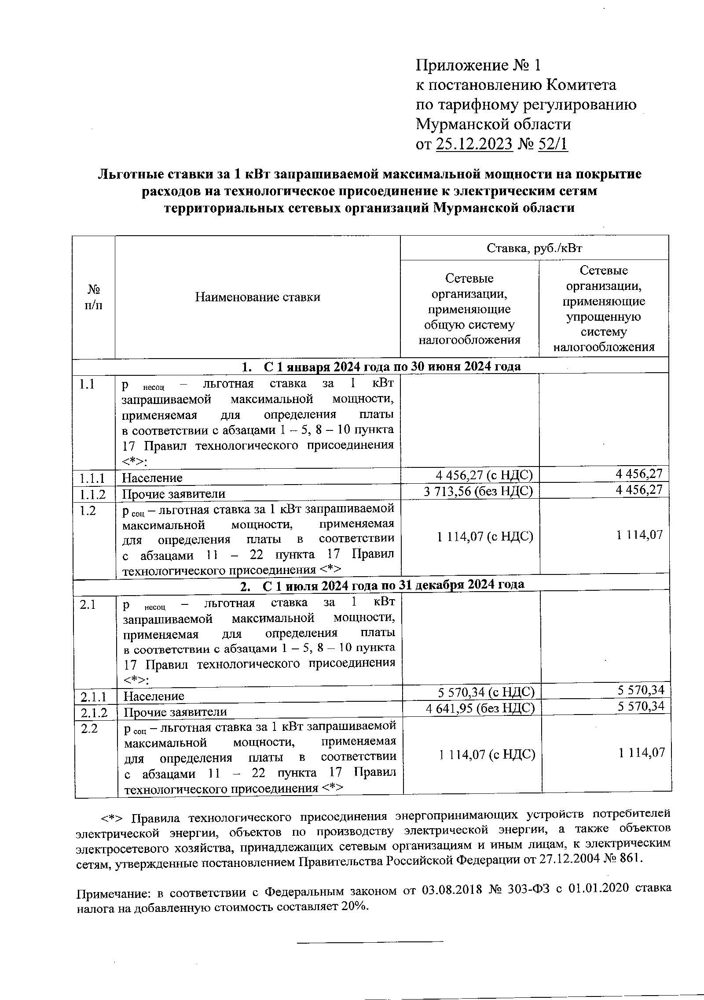 Приложение № 1
к постановлению Комитета
по тарифному регулированию
Мурманской области
от 25.12.2023 № 52/1
Льготные ставки за 1 кВт запрашиваемой максимальной мощности на покрытие
расходов на технологическое присоединение к электрическим сетям
территориальных сетевых организаций Мурманской области
№
п/п
Наименование ставки
Ставка, руб./кВт
Сетевые
организации,
применяющие
общую систему
налогообложения
Сетевые
организации,
применяющие
упрощенную
систему
налогообложения
1. С 1 января 2024 года по 30 июня 2024 года
1.1 р несоц – льготная ставка за 1 кВт
запрашиваемой максимальной мощности,
применяемая для определения платы
в соответствии с абзацами 1 – 5, 8 – 10 пункта
17 Правил технологического присоединения
<*>:
1.1.1 Население 4 456,27 (с НДС) 4 456,27
1.1.2 Прочие заявители 3 713,56 (без НДС) 4 456,27
1.2 р соц – льготная ставка за 1 кВт запрашиваемой
максимальной мощности, применяемая
для определения платы в соответствии
с абзацами 11 – 22 пункта 17 Правил
технологического присоединения <*>
1 114,07 (с НДС) 1 114,07
2. С 1 июля 2024 года по 31 декабря 2024 года
2.1 р несоц – льготная ставка за 1 кВт
запрашиваемой максимальной мощности,
применяемая для определения платы
в соответствии с абзацами 1 – 5, 8 – 10 пункта
17 Правил технологического присоединения
<*>:
2.1.1 Население 5 570,34 (с НДС) 5 570,34
2.1.2 Прочие заявители 4 641,95 (без НДС) 5 570,34
2.2 р соц – льготная ставка за 1 кВт запрашиваемой
максимальной мощности, применяемая
для определения платы в соответствии
с абзацами 11 – 22 пункта 17 Правил
технологического присоединения <*>
1 114,07 (с НДС) 1 114,07
<*> Правила технологического присоединения энергопринимающих устройств потребителей
электрической энергии, объектов по производству электрической энергии, а также объектов
электросетевого хозяйства, принадлежащих сетевым организациям и иным лицам, к электрическим
сетям, утвержденные постановлением Правительства Российской Федерации от 27.12.2004 № 861.
Примечание: в соответствии с Федеральным законом от 03.08.2018 № 303-ФЗ с 01.01.2020 ставка
налога на добавленную стоимость составляет 20%.